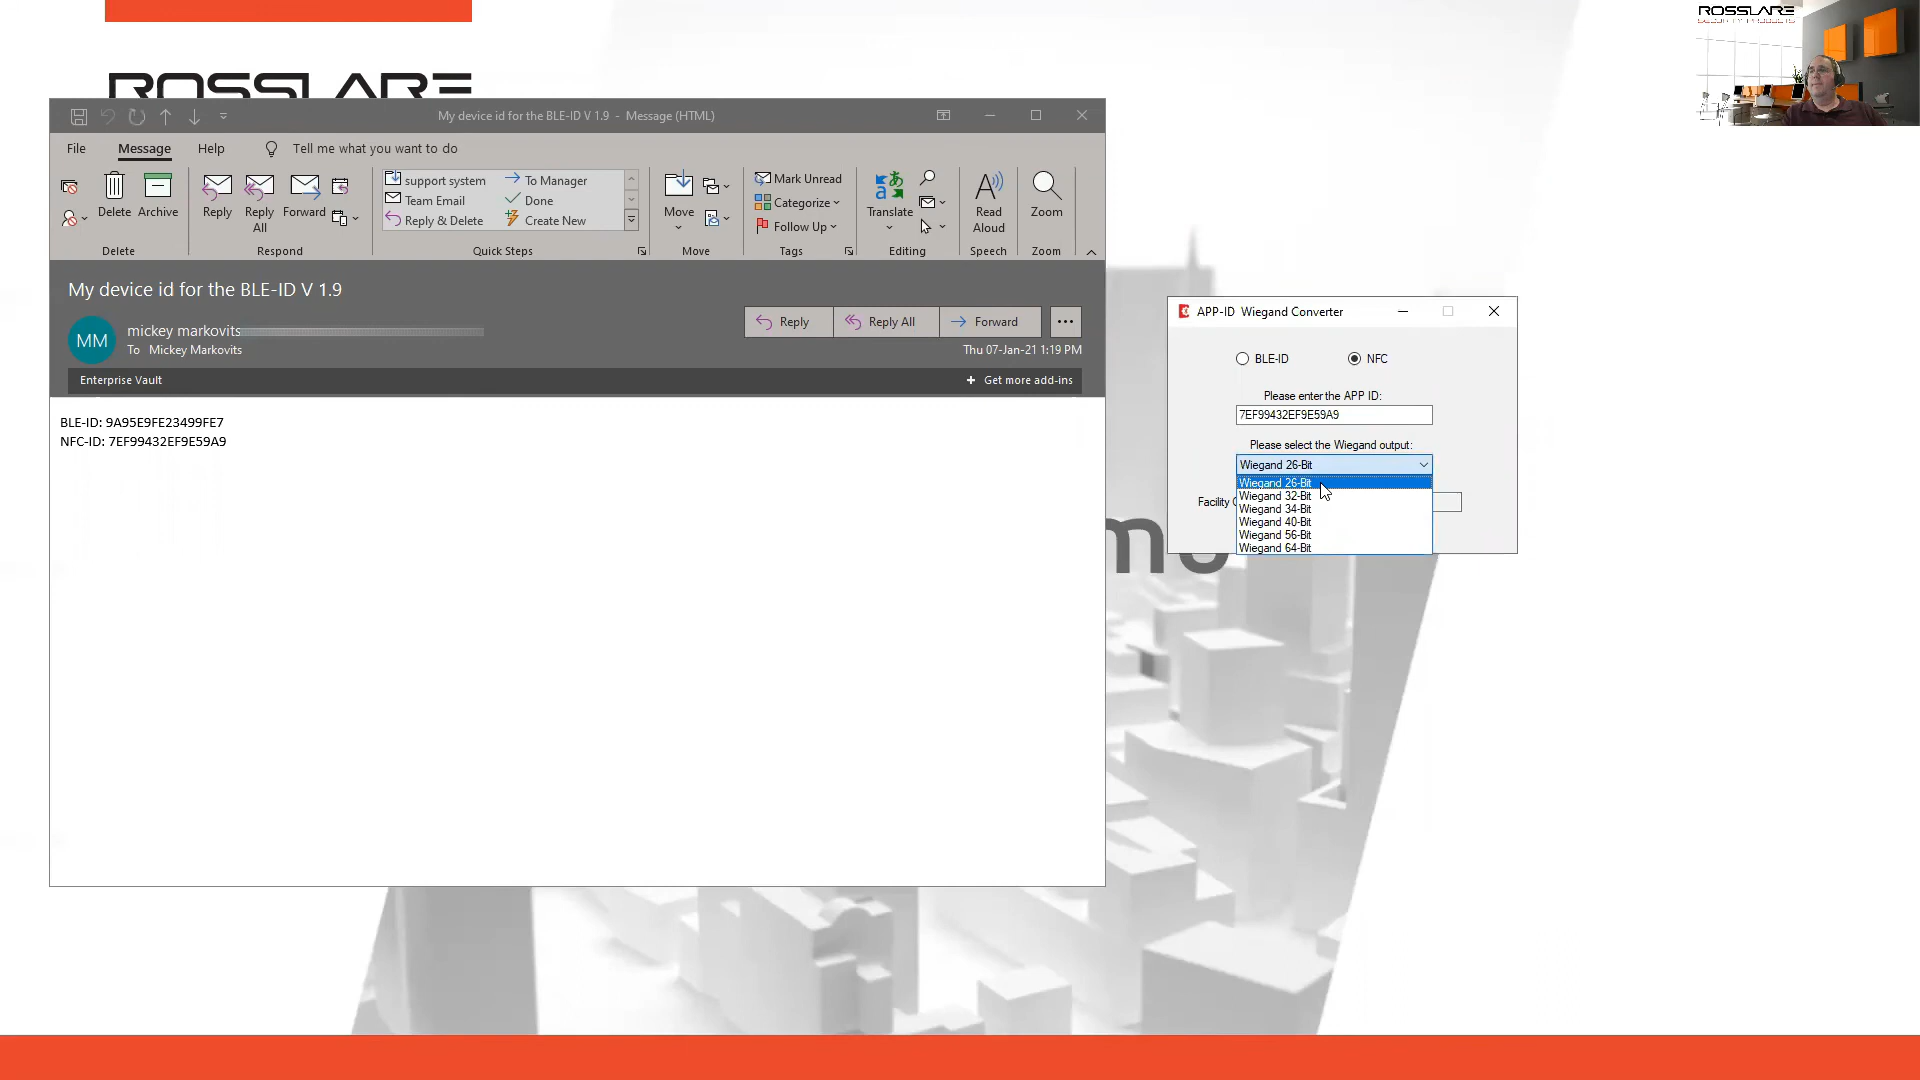 ROSSLARE
ROSSLARE
SECURITY PRODUCTS
My device id for the BLE-ID V 1.9 - Message (HTML)
File Message Help Tell me what you want to do
Delete Archive
Delete
Reply Reply All Forward
Respond
support system To Manager
Team Email Done
Reply & Delete Create New
Quick Steps
Move
Move
Mark Unread
Categorize
Follow Up
Tags
Translate
Editing
Read Aloud
Speech
Zoom
Zoom
My device id for the BLE-ID V 1.9
MM
mickey markovits
To Mickey Markovits
Reply Reply All Forward
Thu 07-Jan-21 1:19 PM
Enterprise Vault + Get more add-ins
BLE-ID: 9A95E9FE23499FE7
NFC-ID: 7EF99432EF9E59A9
APP-ID Wiegand Converter
BLE-ID NFC
Please enter the APP ID:
7EF99432EF9E59A9
Please select the Wiegand output:
Wiegand 26-Bit
Wiegand 26-Bit
Wiegand 32-Bit
Wiegand 34-Bit
Wiegand 40-Bit
Wiegand 56-Bit
Wiegand 64-Bit
Facility